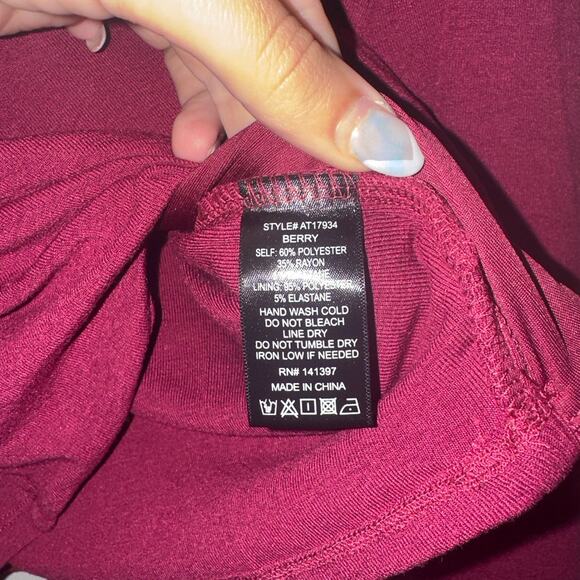 STYLE# AT17934
BERRY
SELF: 60% POLYESTER
35% RAYON
LINING: 95% POLYESTER
5% ELASTANE
HAND WASH COLD
DO NOT BLEACH
LINE DRY
DO NOT TUMBLE DRY
IRON LOW IF NEEDED
RN# 141397
MADE IN CHINA